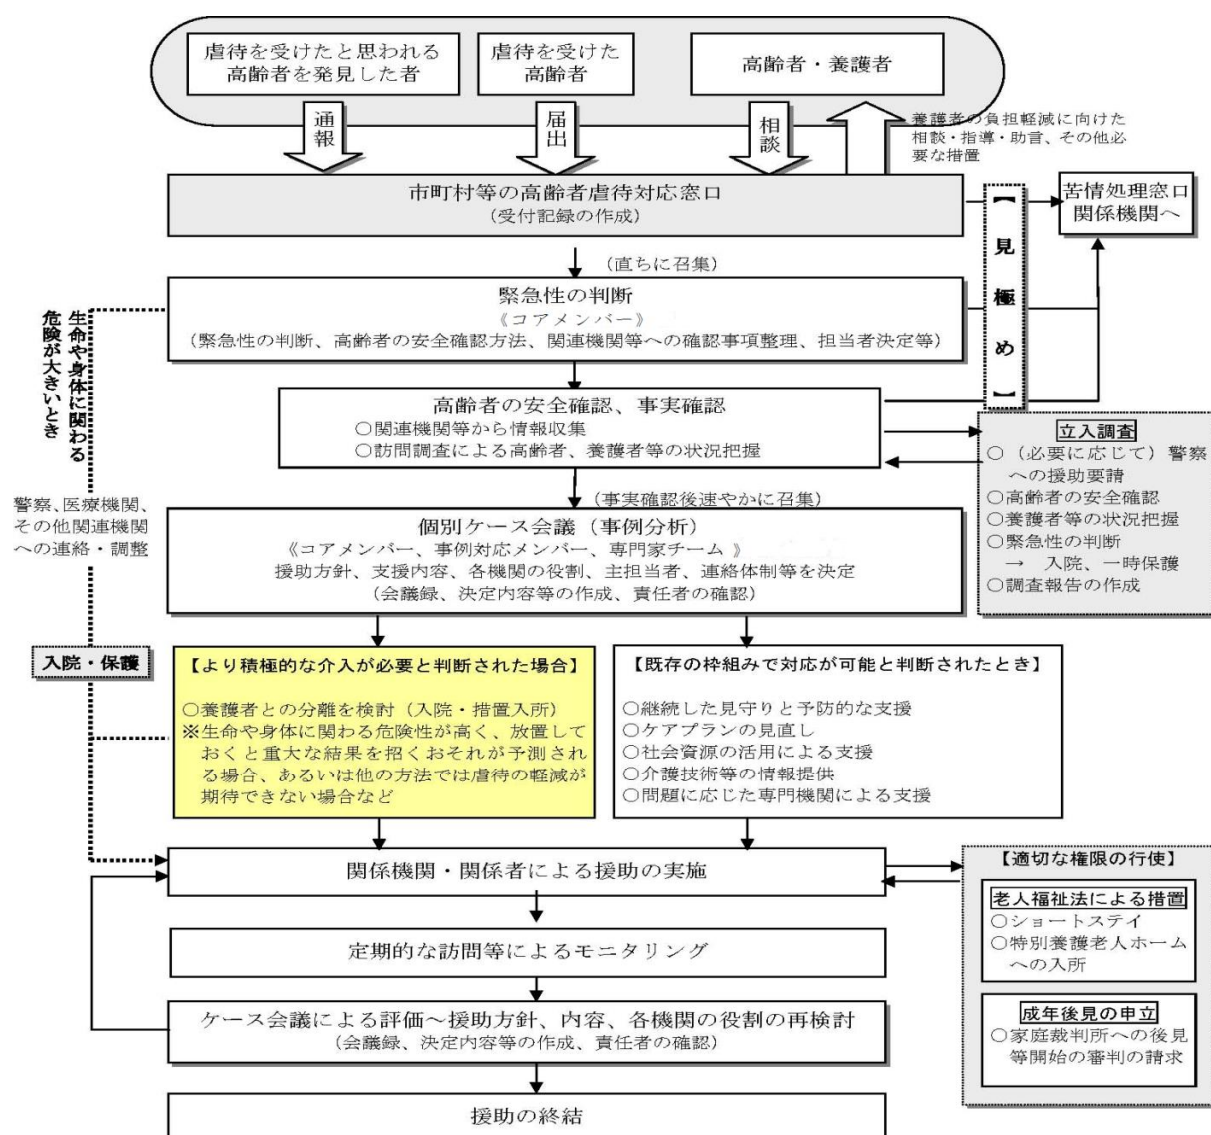 虐待を受けたと思われる
高齢者を発見した者
虐待を受けた
高齢者
高齢者・養護者
通報
届出
相談
養護者の負担軽減に向けた
相談・指導・助言、その他必
要な措置
市町村等の高齢者虐待対応窓口
(受付記録の作成)
【見極め】
苦情処理窓口
関係機関へ
(直ちに召集)
緊急性の判断
《コアメンバー》
(緊急性の判断、高齢者の安全確認方法、関連機関等への確認事項整理、担当者決定等)
生命や身体に関わる
危険が大きいとき
高齢者の安全確認、事実確認
○関連機関等から情報収集
○訪問調査による高齢者、養護者等の状況把握
立入調査
○(必要に応じて)警察
への援助要請
○高齢者の安全確認
○養護者等の状況把握
○緊急性の判断
→ 入院、一時保護
○調査報告の作成
警察、医療機関、
その他関連機関
への連絡・調整
(事実確認後速やかに召集)
個別ケース会議(事例分析)
《コアメンバー、事例対応メンバー、専門家チーム 》
援助方針、支援内容、各機関の役割、主担当者、連絡体制等を決定
(会議録、決定内容等の作成、責任者の確認)
入院・保護
【より積極的な介入が必要と判断された場合】
○養護者との分離を検討(入院・措置入所)
※生命や身体に関わる危険性が高く、放置して
おくと重大な結果を招くおそれが予測され
る場合、あるいは他の方法では虐待の軽減が
期待できない場合など
【既存の枠組みで対応が可能と判断されたとき】
○継続した見守りと予防的な支援
○ケアプランの見直し
○社会資源の活用による支援
○介護技術等の情報提供
○問題に応じた専門機関による支援
関係機関・関係者による援助の実施
【適切な権限の行使】
老人福祉法による措置
○ショートステイ
○特別養護老人ホーム
への入所
成年後見の申立
○家庭裁判所への後見
等開始の審判の請求
定期的な訪問等によるモニタリング
ケース会議による評価~援助方針、内容、各機関の役割の再検討
(会議録、決定内容等の作成、責任者の確認)
援助の終結